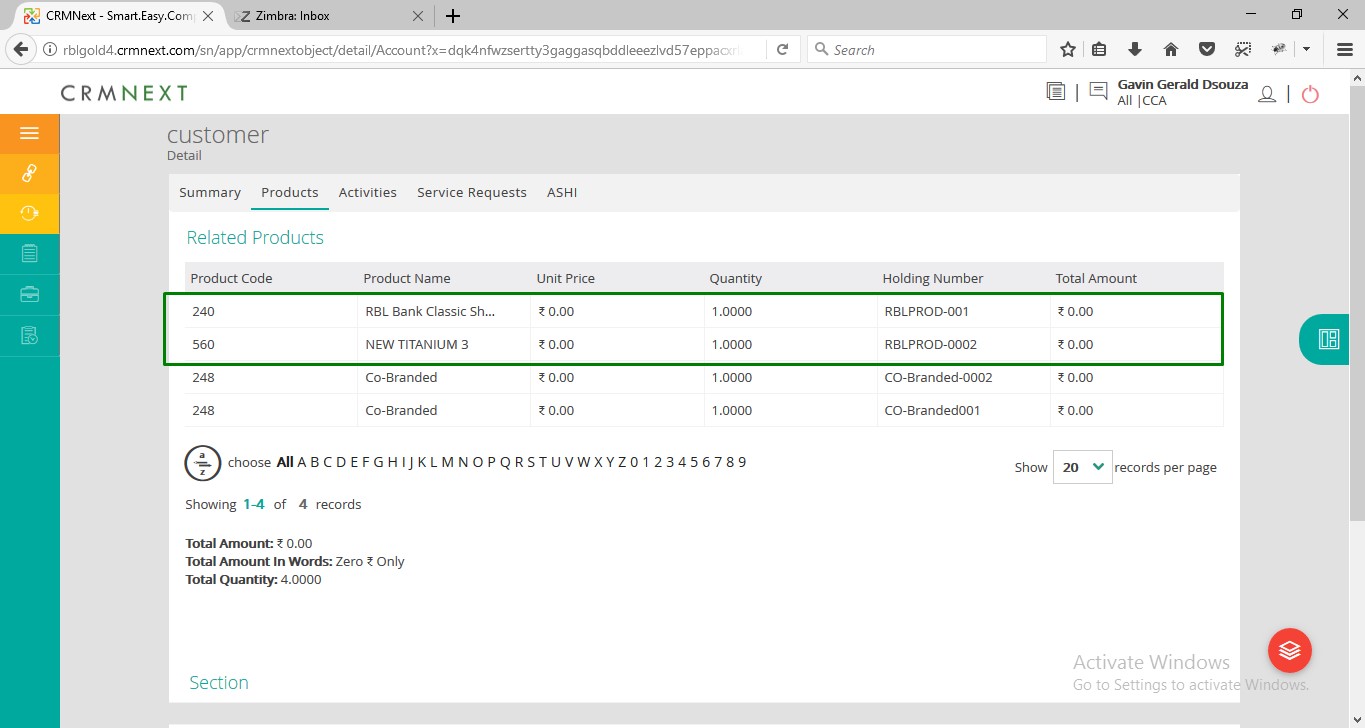 CRMNext - Smart.Easy.Com
Zimbra: Inbox
rblgold4.crmnext.com/sn/app/crmnextobject/detail/Account?x=dqk4nfwzsertty3gaggasqbddleeezlvd57eppacx
Search
CRMNEXT
Gavin Gerald Dsouza
All |CCA
customer
Detail
Summary Products Activities Service Requests ASHI
Related Products
Product Code Product Name Unit Price Quantity Holding Number Total Amount
240 RBL Bank Classic Sh... ₹ 0.00 1.0000 RBLPROD-001 ₹ 0.00
560 NEW TITANIUM 3 ₹ 0.00 1.0000 RBLPROD-0002 ₹ 0.00
248 Co-Branded ₹ 0.00 1.0000 CO-Branded-0002 ₹ 0.00
248 Co-Branded ₹ 0.00 1.0000 CO-Branded001 ₹ 0.00
a z choose All A B C D E F G H I J K L M N O P Q R S T U V W X Y Z 0 1 2 3 4 5 6 7 8 9
Show 20 records per page
Showing 1-4 of 4 records
Total Amount: ₹ 0.00
Total Amount In Words: Zero ₹ Only
Total Quantity: 4.0000
Section
Activate Windows
Go to Settings to activate Windows.